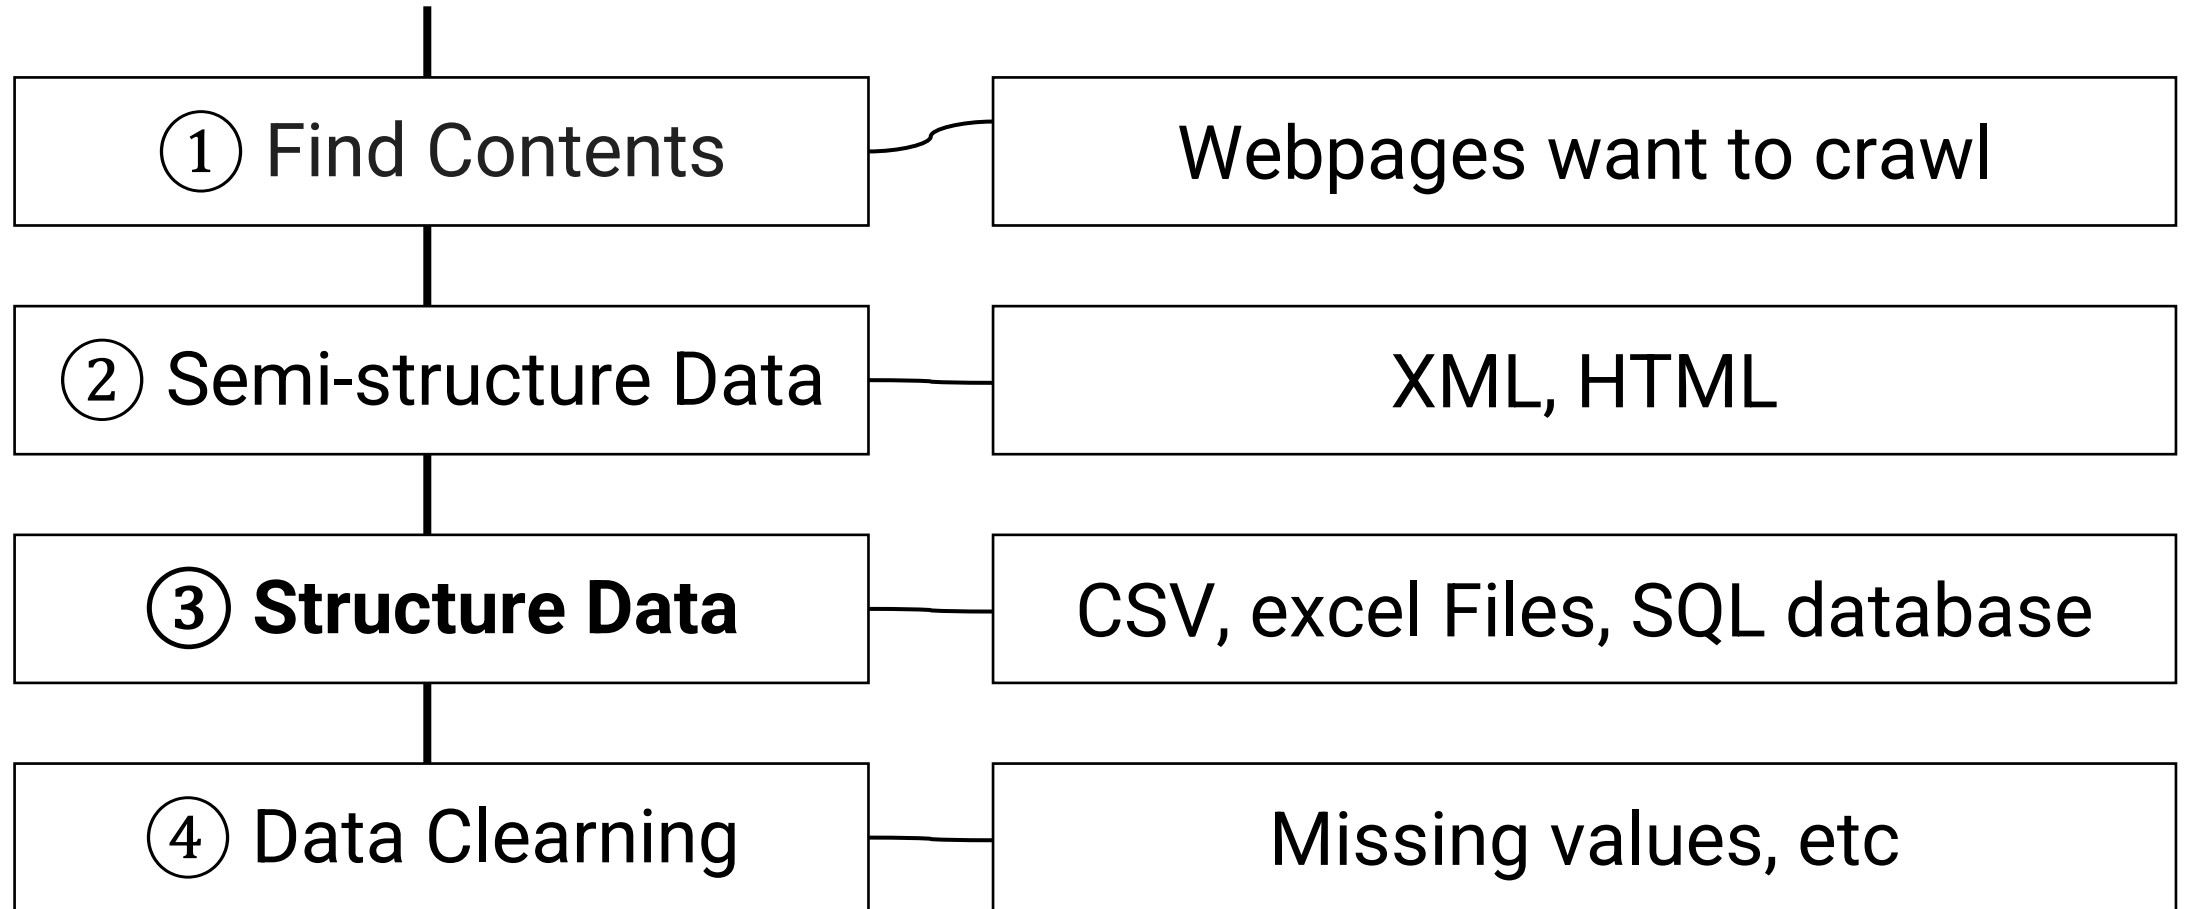 ① Find Contents
Webpages want to crawl
② Semi-structure Data
XML, HTML
③ Structure Data
CSV, excel Files, SQL database
④ Data Clearning
Missing values, etc